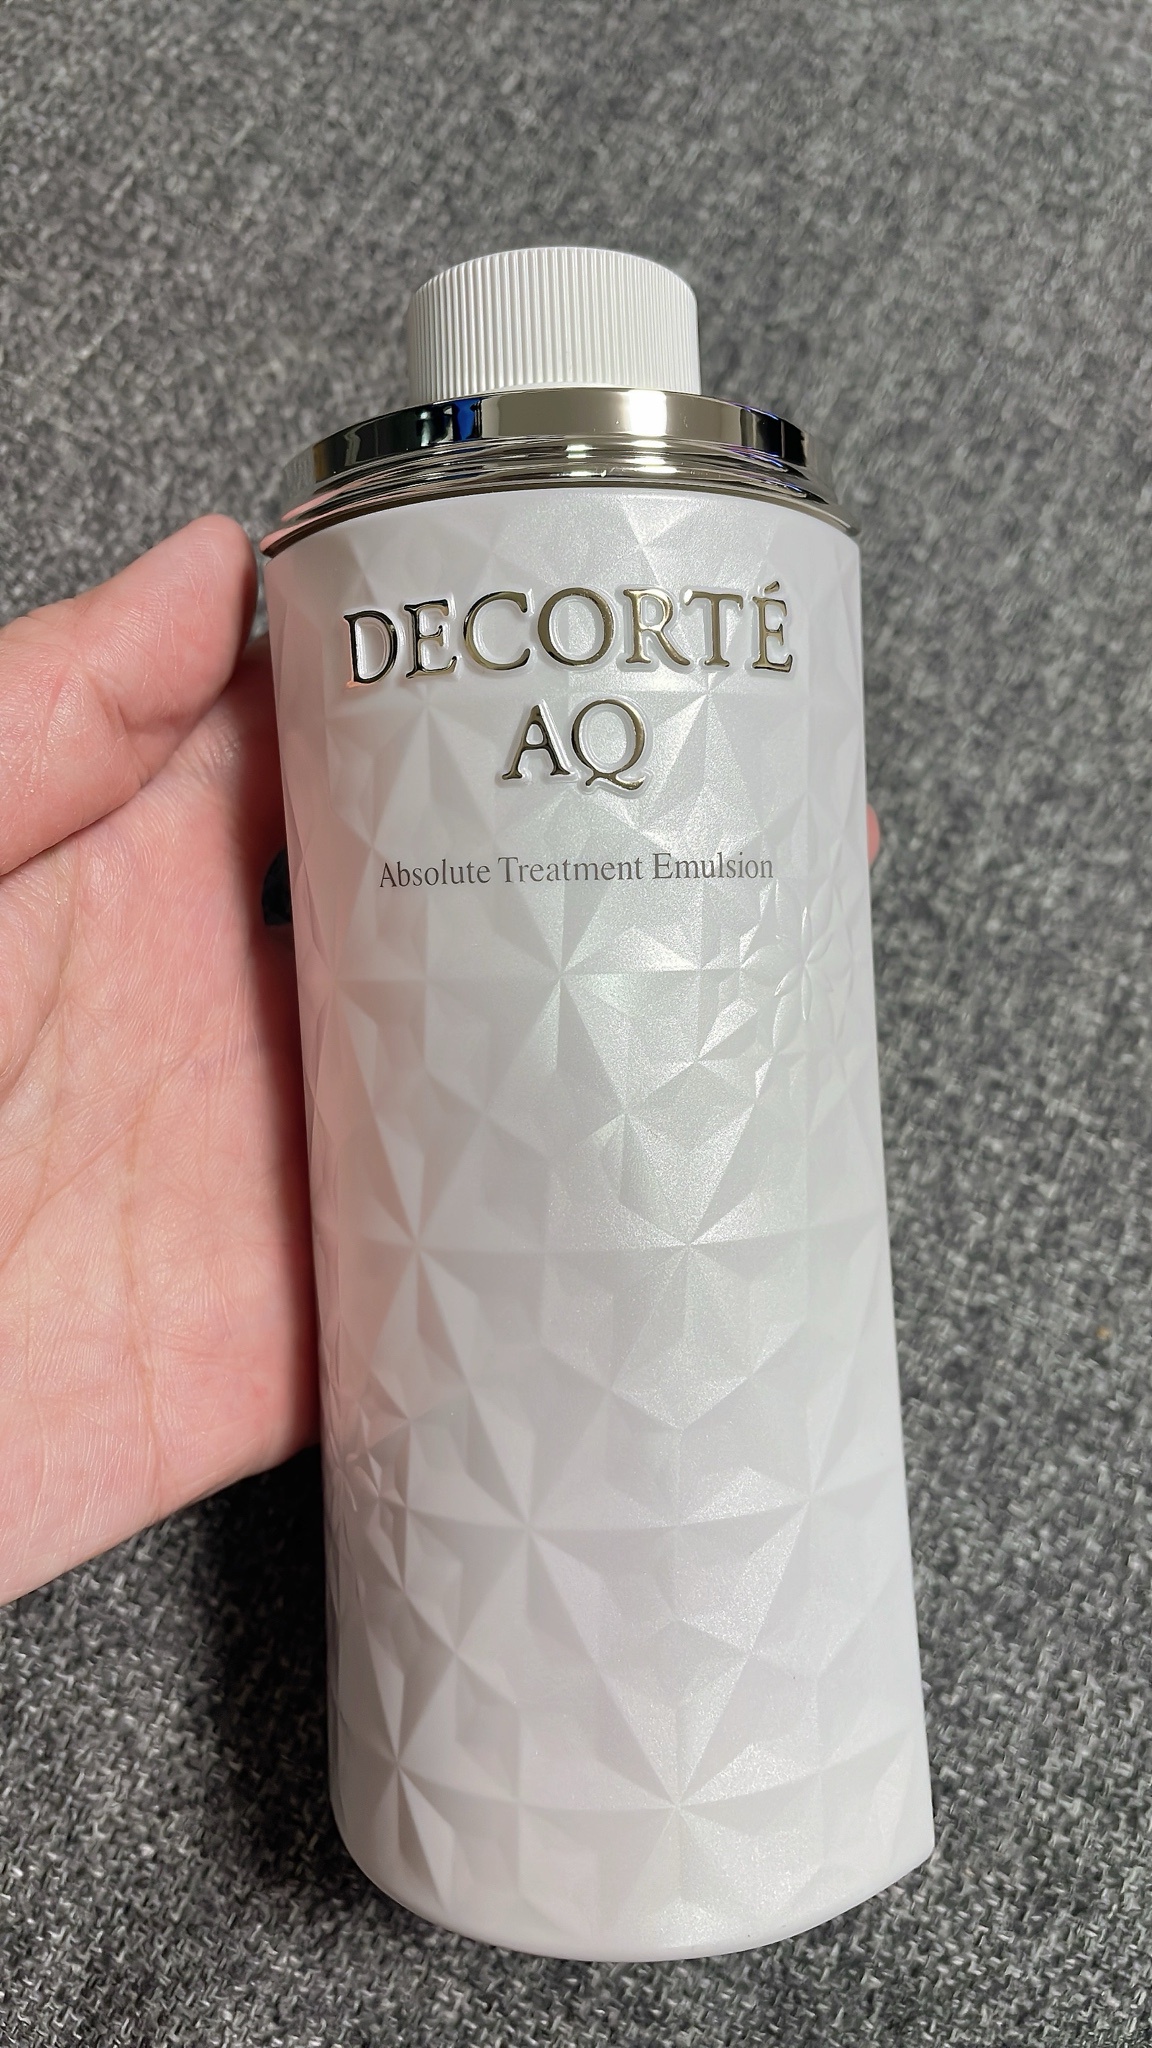 DECORTÉ
AQ
Absolute Treatment Emulsion